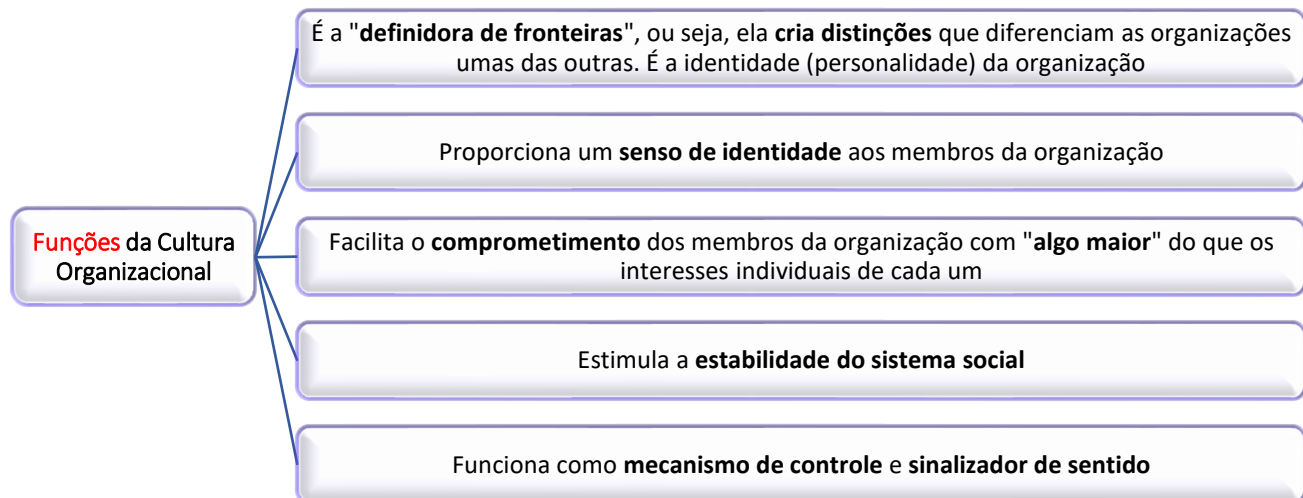 É a "definidora de fronteiras", ou seja, ela cria distinções que diferenciam as organizações
umas das outras. É a identidade (personalidade) da organização
Proporciona um senso de identidade aos membros da organização
Funções da Cultura
Organizacional
Facilita o comprometimento dos membros da organização com "algo maior" do que os
interesses individuais de cada um
Estimula a estabilidade do sistema social
Funciona como mecanismo de controle e sinalizador de sentido